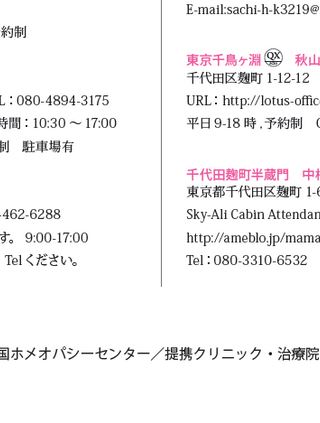 約制
L：080-4894-3175
時間：10:30 ～ 17:00
制　駐車場有
-462-6288
す。 9:00-17:00
Telください。
E-mail:sachi-h-k3219@
東京千鳥ヶ淵 QX 秋山
千代田区麹町 1-12-12
URL：http://lotus-offic
平日 9-18 時 , 予約制
千代田麹町半蔵門　中村
東京都千代田区麹町 1-6
Sky-Ali Cabin Attendan
http://ameblo.jp/mama
Tel：080-3310-6532
国ホメオパシーセンター／提携クリニック・治療院